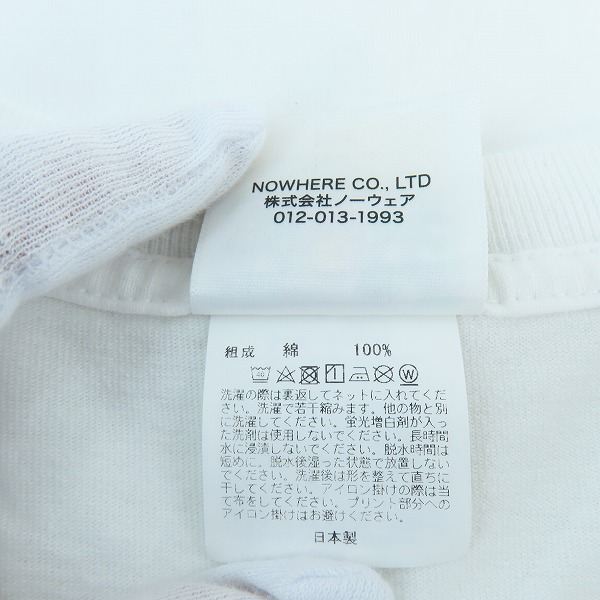 NOWHERE CO., LTD
株式会社ノーウェア
012-013-1993
組成 綿 100%
40 W
洗濯の際は裏返してネットに入れてくだ
さい。洗濯で若干縮みます。他の物と別
に洗濯してください。蛍光増白剤が入っ
た洗剤は使用しないでください。長時間
水に浸漬しないでください。脱水時間は
短めに、脱水後湿った状態で放置しない
でください。洗濯後は形を整えて直ちに
干してください。アイロン掛けの際は当
て布をしてください。プリント部分への
アイロン掛けはお避けください。
日本製